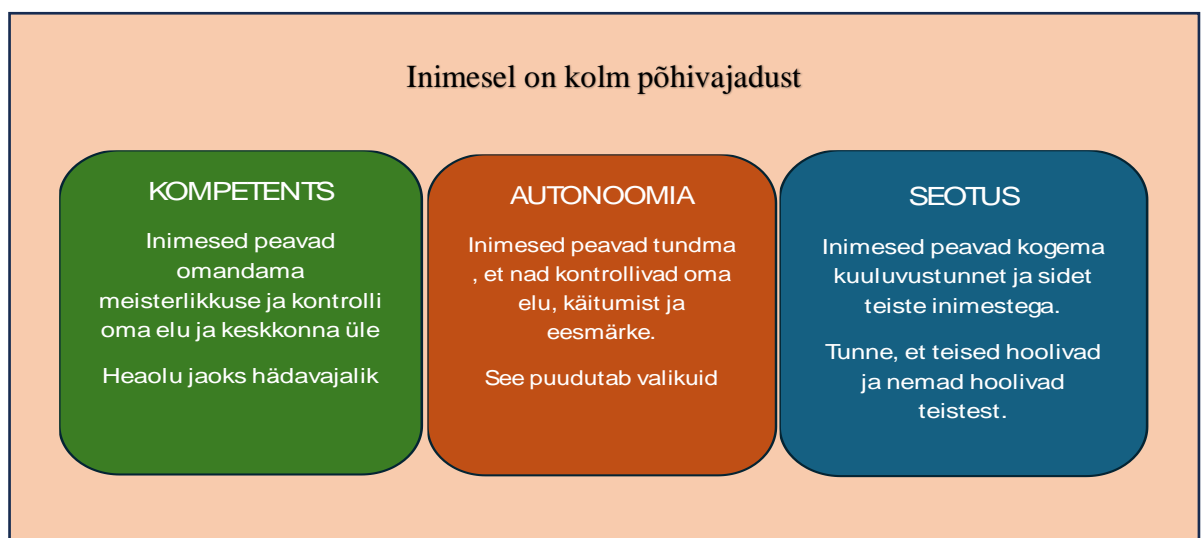 Inimesel on kolm põhivajadust
KOMPETENTS
Inimesed peavad
omandama
meisterlikkuse ja kontrolli
oma elu ja keskkonna üle
Heaolu jaoks hädavajalik
AUTONOOMIA
Inimesed peavad tundma
, et nad kontrollivad oma
elu, käitumist ja
eesmärke.
See puudutab valikuid
SEOTUS
Inimesed peavad kogema
kuuluvustunnet ja sidet
teiste inimestega.
Tunne, et teised hoolivad
ja nemad hoolivad
teistest.